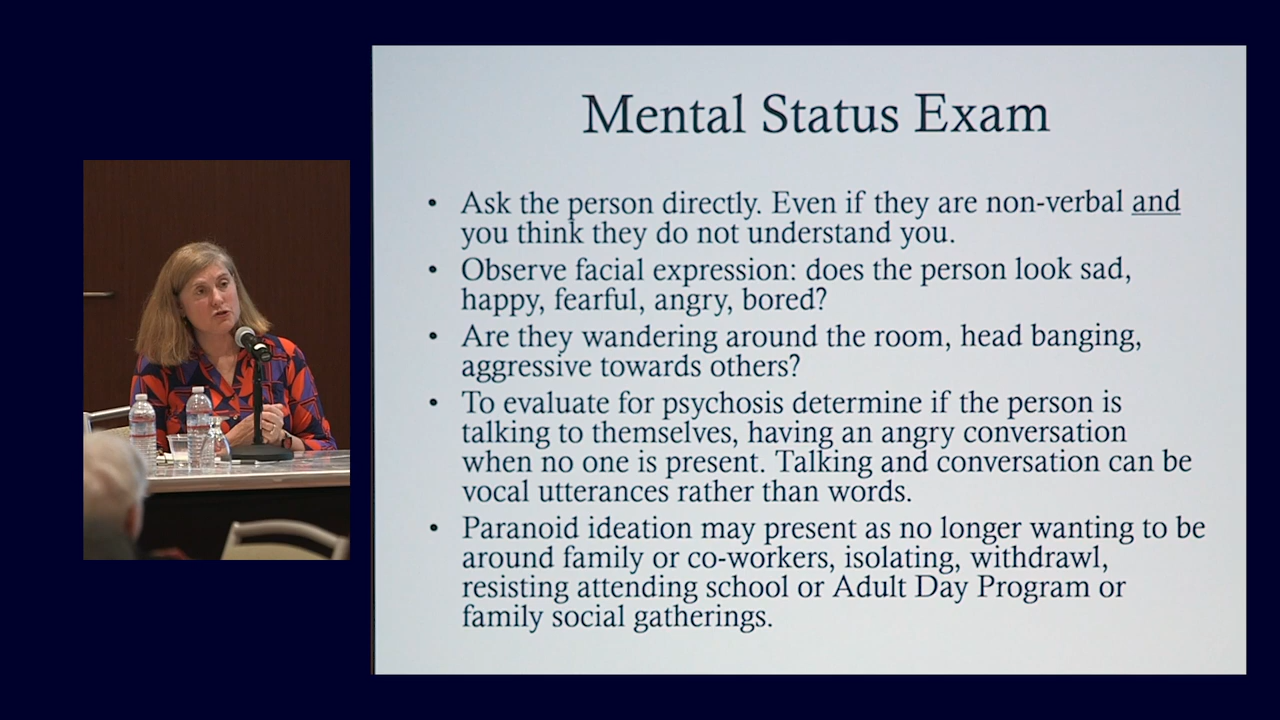 Mental Status Exam
• Ask the person directly. Even if they are non-verbal and
you think they do not understand you.
• Observe facial expression: does the person look sad,
happy, fearful, angry, bored?
• Are they wandering around the room, head banging,
aggressive towards others?
• To evaluate for psychosis determine if the person is
talking to themselves, having an angry conversation
when no one is present. Talking and conversation can be
vocal utterances rather than words.
• Paranoid ideation may present as no longer wanting to be
around family or co-workers, isolating, withdrawl,
resisting attending school or Adult Day Program or
family social gatherings.